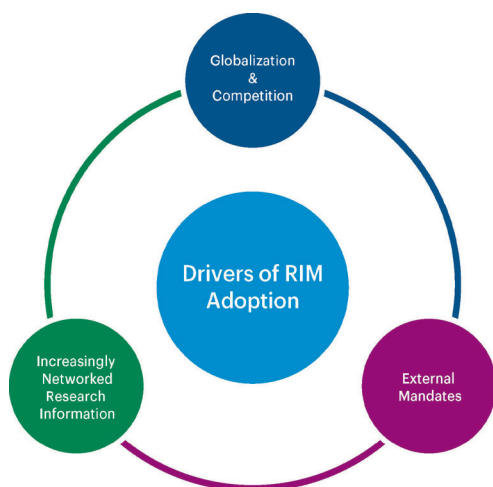 Globalization
&
Competition
Drivers of RIM
Adoption
Increasingly
Networked
Research
Information
External
Mandates